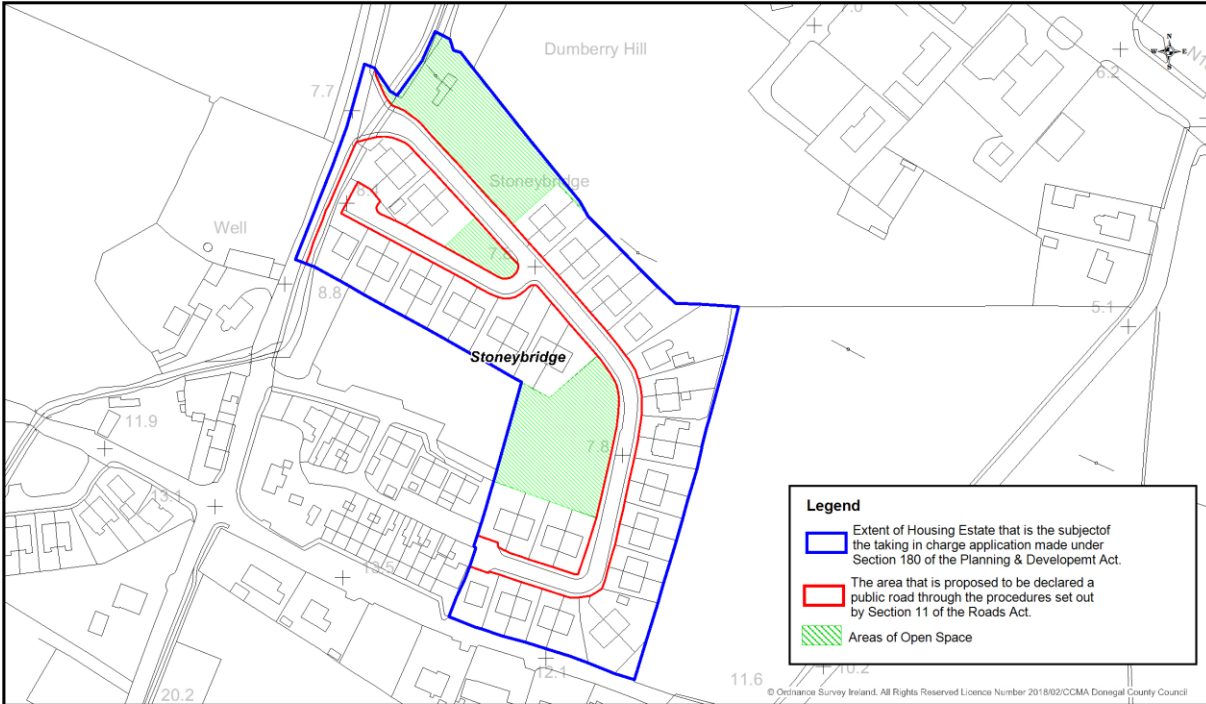 7.0
Dumberry Hill
N
W E
S
6.2
7.7
Stoneybridge
8.
Well
7.8
8.8
5.1
Stoneybridge
11.9
7.8
13.1
Legend
Extent of Housing Estate that is the subjectof
the taking in charge application made under
Section 180 of the Planning & Developemt Act.
13.5
The area that is proposed to be declared a
public road through the procedures set out
by Section 11 of the Roads Act.
Areas of Open Space
12.1
10.2
11.6
20.2
© Ordnance Survey Ireland. All Rights Reserved Licence Number 2018/02/CCMA Donegal County Council